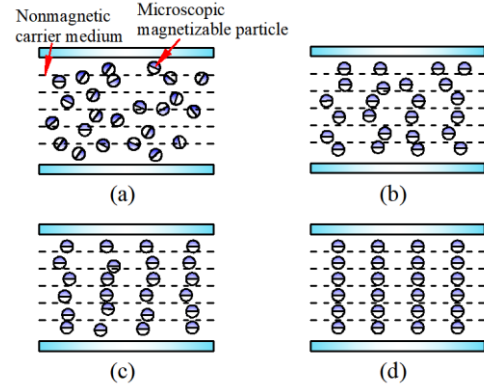 Nonmagnetic
carrier medium
Microscopic
magnetizable particle
(a)
(b)
(c)
(d)